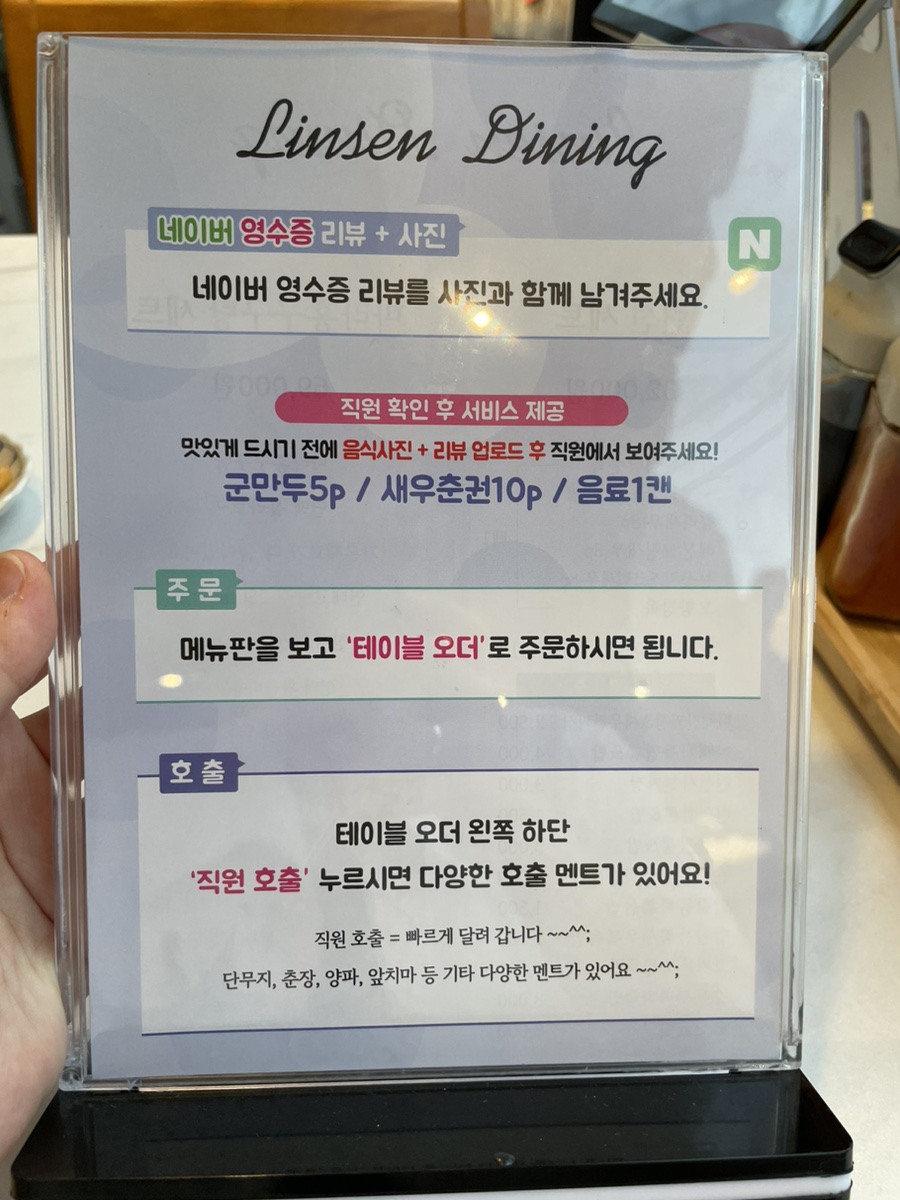 Linsen Dining
네이버 영수증 리뷰 + 사진
N
네이버 영수증 리뷰를 사진과 함께 남겨주세요.
직원 확인 후 서비스 제공
맛있게 드시기 전에 음식사진 + 리뷰 업로드 후 직원에서 보여주세요!
군만두5p / 새우춘권10p / 음료1캔
주문
메뉴판을 보고 '테이블 오더'로 주문하시면 됩니다.
호출
테이블 오더 왼쪽 하단
'직원 호출' 누르시면 다양한 호출 멘트가 있어요!
직원 호출 = 빠르게 달려 갑니다 ~~^^;
단무지, 춘장, 양파, 앞치마 등 기타 다양한 멘트가 있어요 ~~^^;